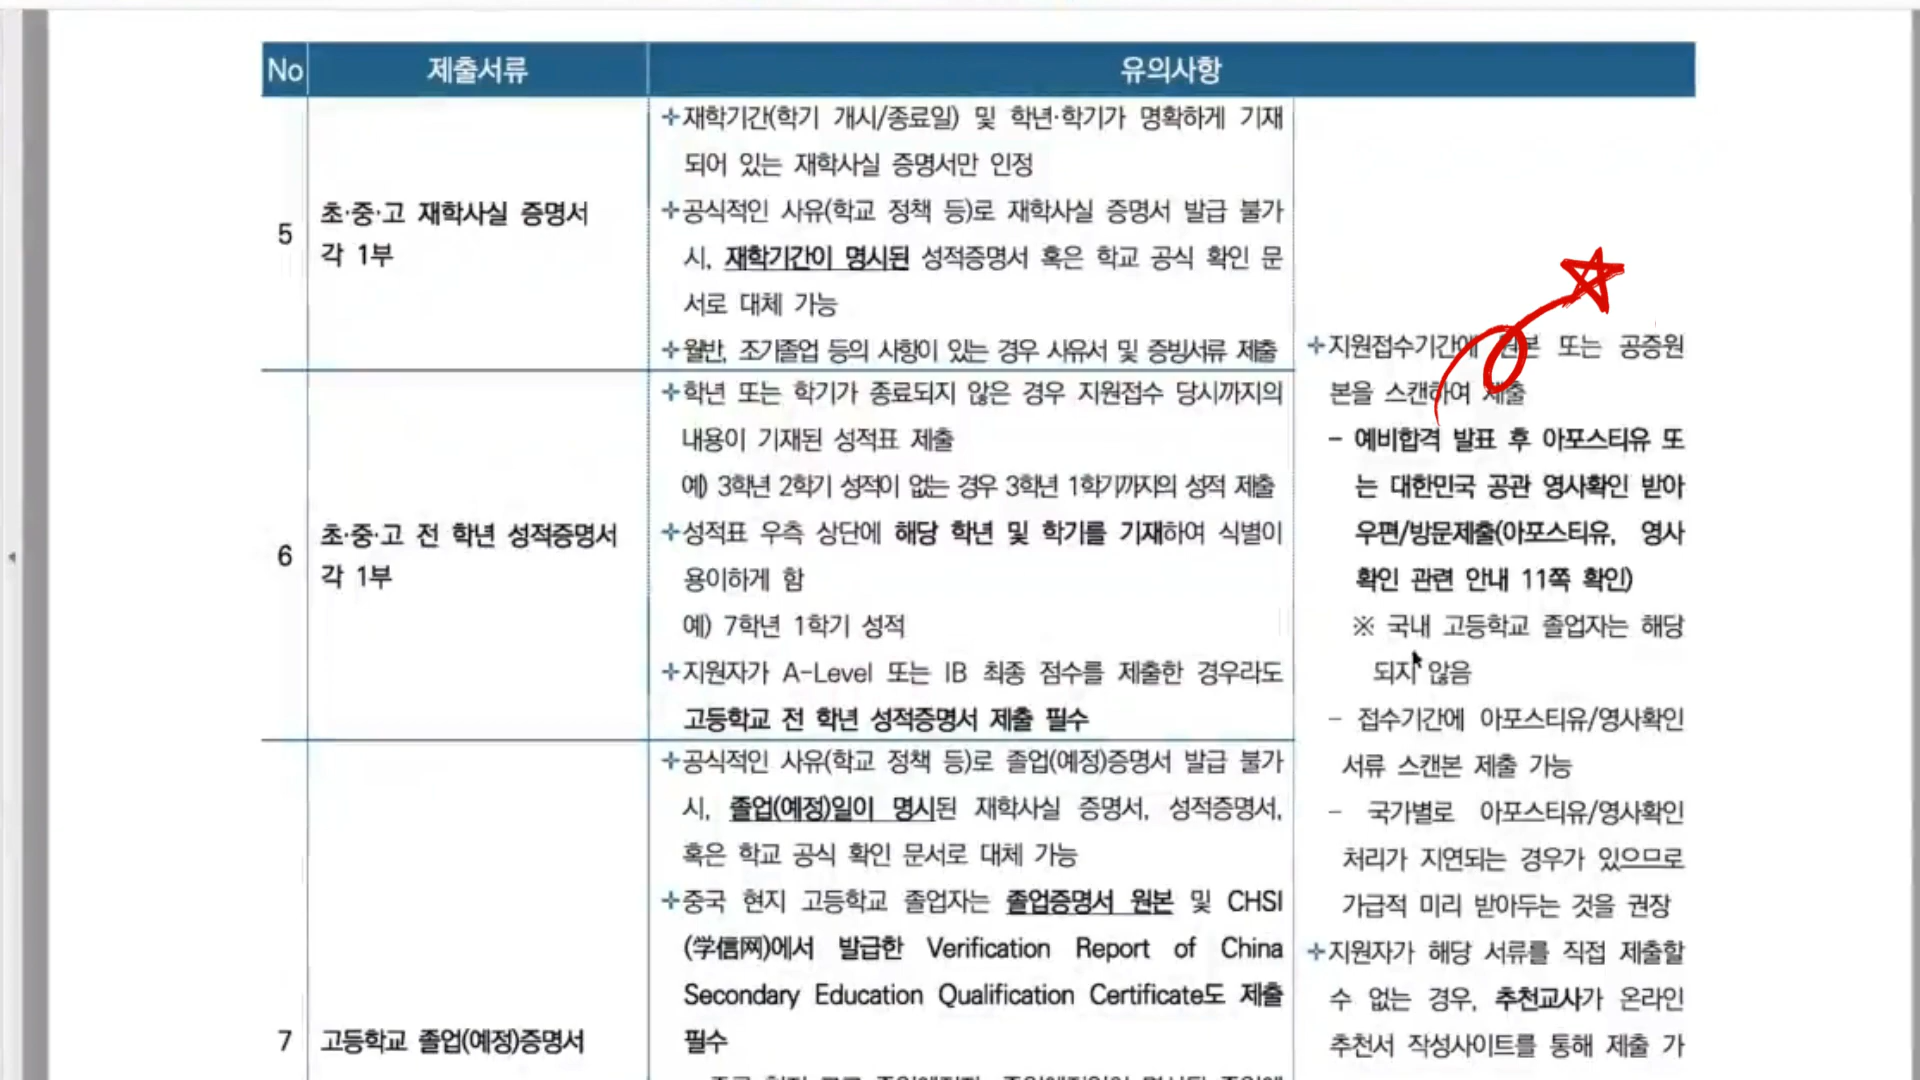 No 제출서류 유의사항
5
초·중·고 재학사실 증명서
각 1부
✢재학기간(학기 개시/종료일) 및 학년·학기가 명확하게 기재
되어 있는 재학사실 증명서만 인정
✢공식적인 사유(학교 정책 등)로 재학사실 증명서 발급 불가
시, 재학기간이 명시된 성적증명서 혹은 학교 공식 확인 문
서로 대체 가능
✢월반, 조기졸업 등의 사항이 있는 경우 사유서 및 증빙서류 제출
6
초·중·고 전 학년 성적증명서
각 1부
✢학년 또는 학기가 종료되지 않은 경우 지원접수 당시까지의
내용이 기재된 성적표 제출
예) 3학년 2학기 성적이 없는 경우 3학년 1학기까지의 성적 제출
✢성적표 우측 상단에 해당 학년 및 학기를 기재하여 식별이
용이하게 함
예) 7학년 1학기 성적
✢지원자가 A-Level 또는 IB 최종 점수를 제출한 경우라도
고등학교 전 학년 성적증명서 제출 필수
7
고등학교 졸업(예정)증명서
✢공식적인 사유(학교 정책 등)로 졸업(예정)증명서 발급 불가
시, 졸업(예정)일이 명시된 재학사실 증명서, 성적증명서,
혹은 학교 공식 확인 문서로 대체 가능
✢중국 현지 고등학교 졸업자는 졸업증명서 원본 및 CHSI
(学信网)에서 발급한 Verification Report of China
Secondary Education Qualification Certificate도 제출
필수
✢지원접수기간에 원본 또는 공증원
본을 스캔하여 제출
- 예비합격 발표 후 아포스티유 또
는 대한민국 공관 영사확인 받아
우편/방문제출(아포스티유, 영사
확인 관련 안내 11쪽 확인)
※ 국내 고등학교 졸업자는 해당
되지 않음
- 접수기간에 아포스티유/영사확인
서류 스캔본 제출 가능
- 국가별로 아포스티유/영사확인
처리가 지연되는 경우가 있으므로
가급적 미리 받아두는 것을 권장
✢지원자가 해당 서류를 직접 제출할
수 없는 경우, 추천교사가 온라인
추천서 작성사이트를 통해 제출 가